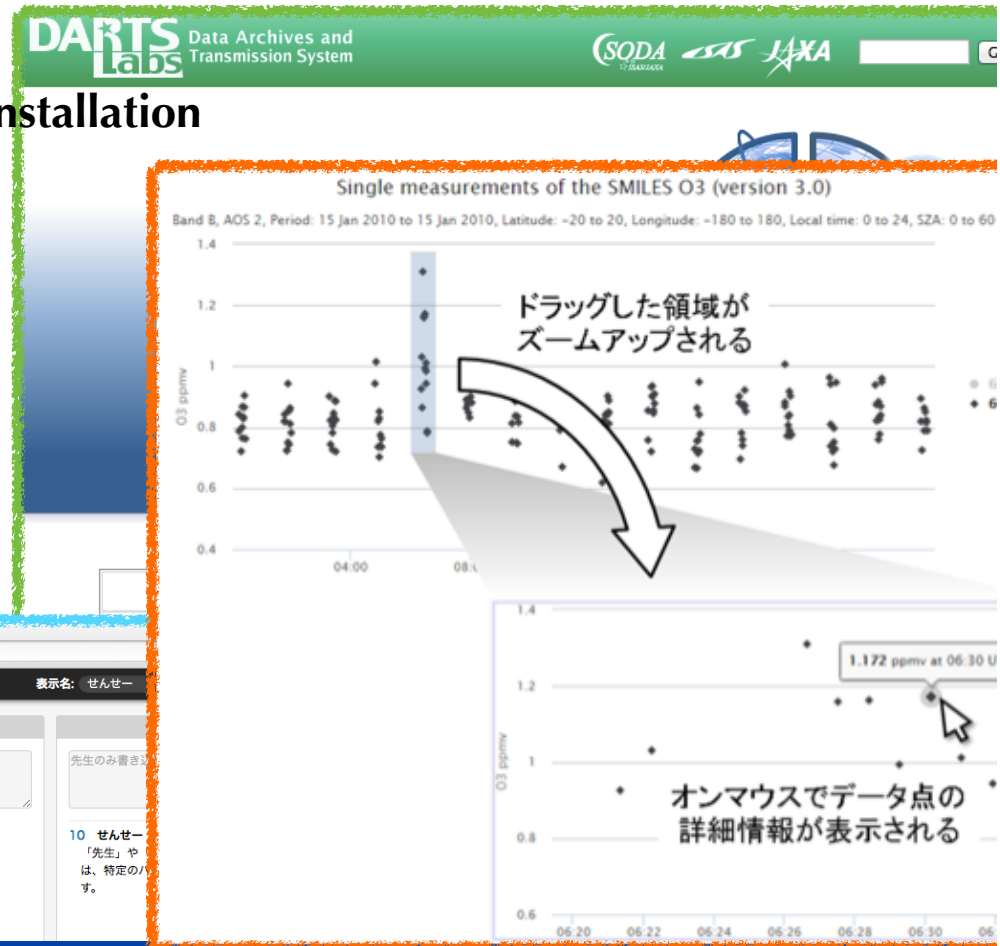 DARTS Labs
Data Archives and
Transmission System
SODA JAXA
nstallation
Single measurements of the SMILES O3 (version 3.0)
Band B, AOS 2, Period: 15 Jan 2010 to 15 Jan 2010, Latitude: -20 to 20, Longitude: -180 to 180, Local time: 0 to 24, SZA: 0 to 60
1.4
1.2
1
0.8
0.6
0.4
O3 ppmv
04:00
08:
ドラッグした領域が
ズームアップされる
6
6
1.4
1.2
1
0.8
0.6
O3 ppmv
1.172 ppmv at 06:30 U
オンマウスでデータ点の
詳細情報が表示される
06:20 06:22 06:24 06:26 06:28 06:30 06:
表示名: せんせー
先生のみ書き込
10 せんせー
「先生」や
は、特定の
す。